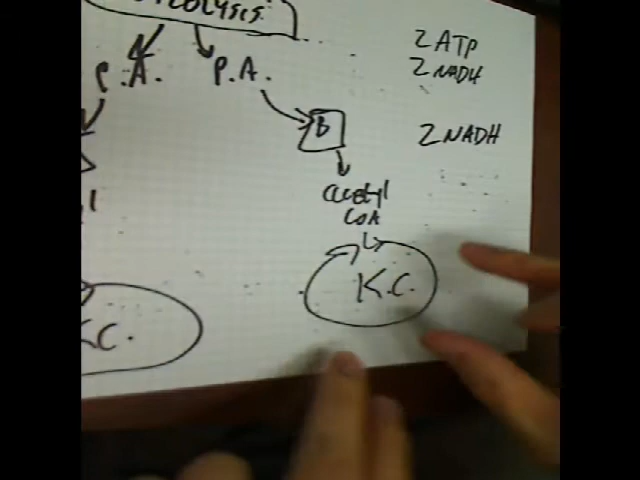 P.A. P.A.
2 ATP
2 NADH
B
2 NADH
acetyl
COA
K.C.